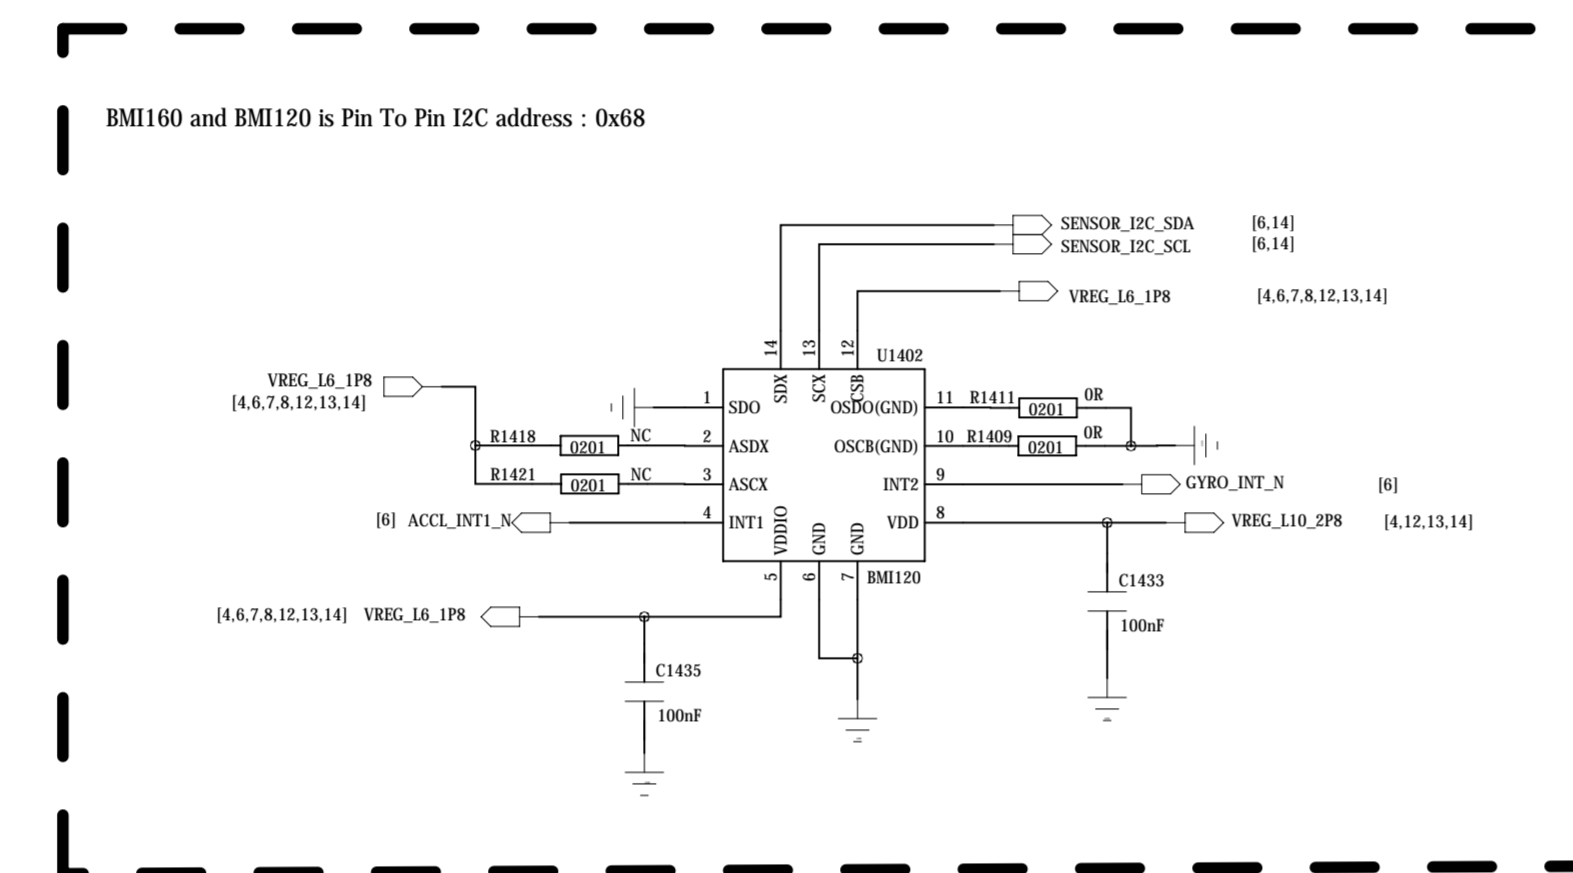 BMI160 and BMI120 is Pin To Pin I2C address : 0x68
SENSOR_I2C_SDA [6,14]
SENSOR_I2C_SCL [6,14]
VREG_L6_1P8 [4,6,7,8,12,13,14]
14 13 12 U1402
VREG_L6_1P8
[4,6,7,8,12,13,14]
SDX SCX CSB
1 SDO OSDO(GND) 11 R1411 0201 0R
R1418 0201 NC 2 ASDX OSCB(GND) 10 R1409 0201 0R
R1421 0201 NC 3 ASCX INT2 9 GYRO_INT_N [6]
[6] ACCL_INT1_N 4 INT1 VDD 8 VREG_L10_2P8 [4,12,13,14]
VDDIO GND GND
5 6 7 BMI120
C1433
100nF
[4,6,7,8,12,13,14] VREG_L6_1P8
C1435
100nF